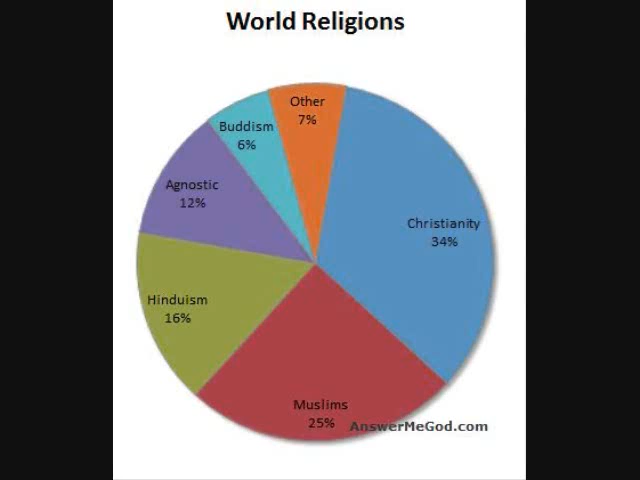 World Religions
Other
7%
Buddism
6%
Agnostic
12%
Christianity
34%
Hinduism
16%
Muslims
25%
AnswerMeGod.com